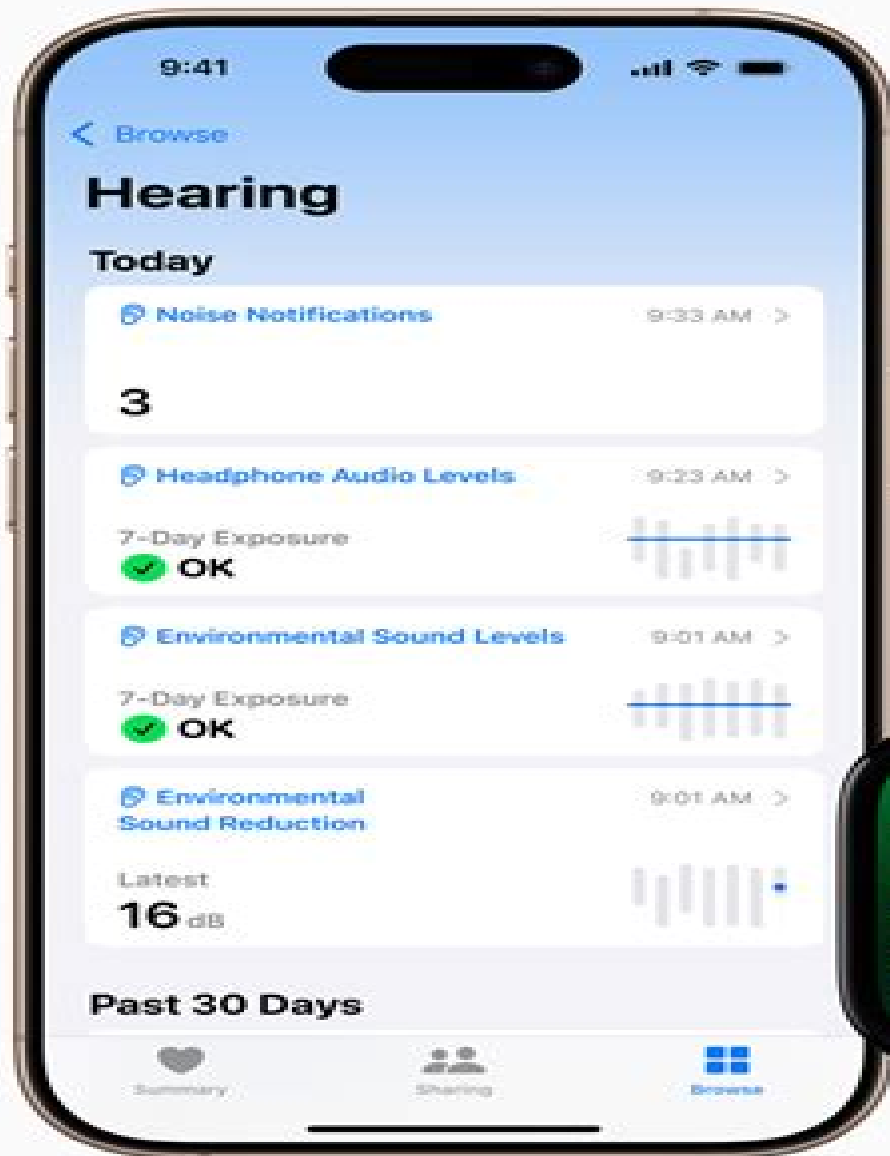 9:41
Browse
Hearing
Today
Noise Notifications 9:33 AM
3
Headphone Audio Levels 9:23 AM
7-Day Exposure
OK
Environmental Sound Levels 9:01 AM
7-Day Exposure
OK
Environmental 9:01 AM
Sound Reduction
Latest
16 dB
Past 30 Days
Summary Sharing Browse